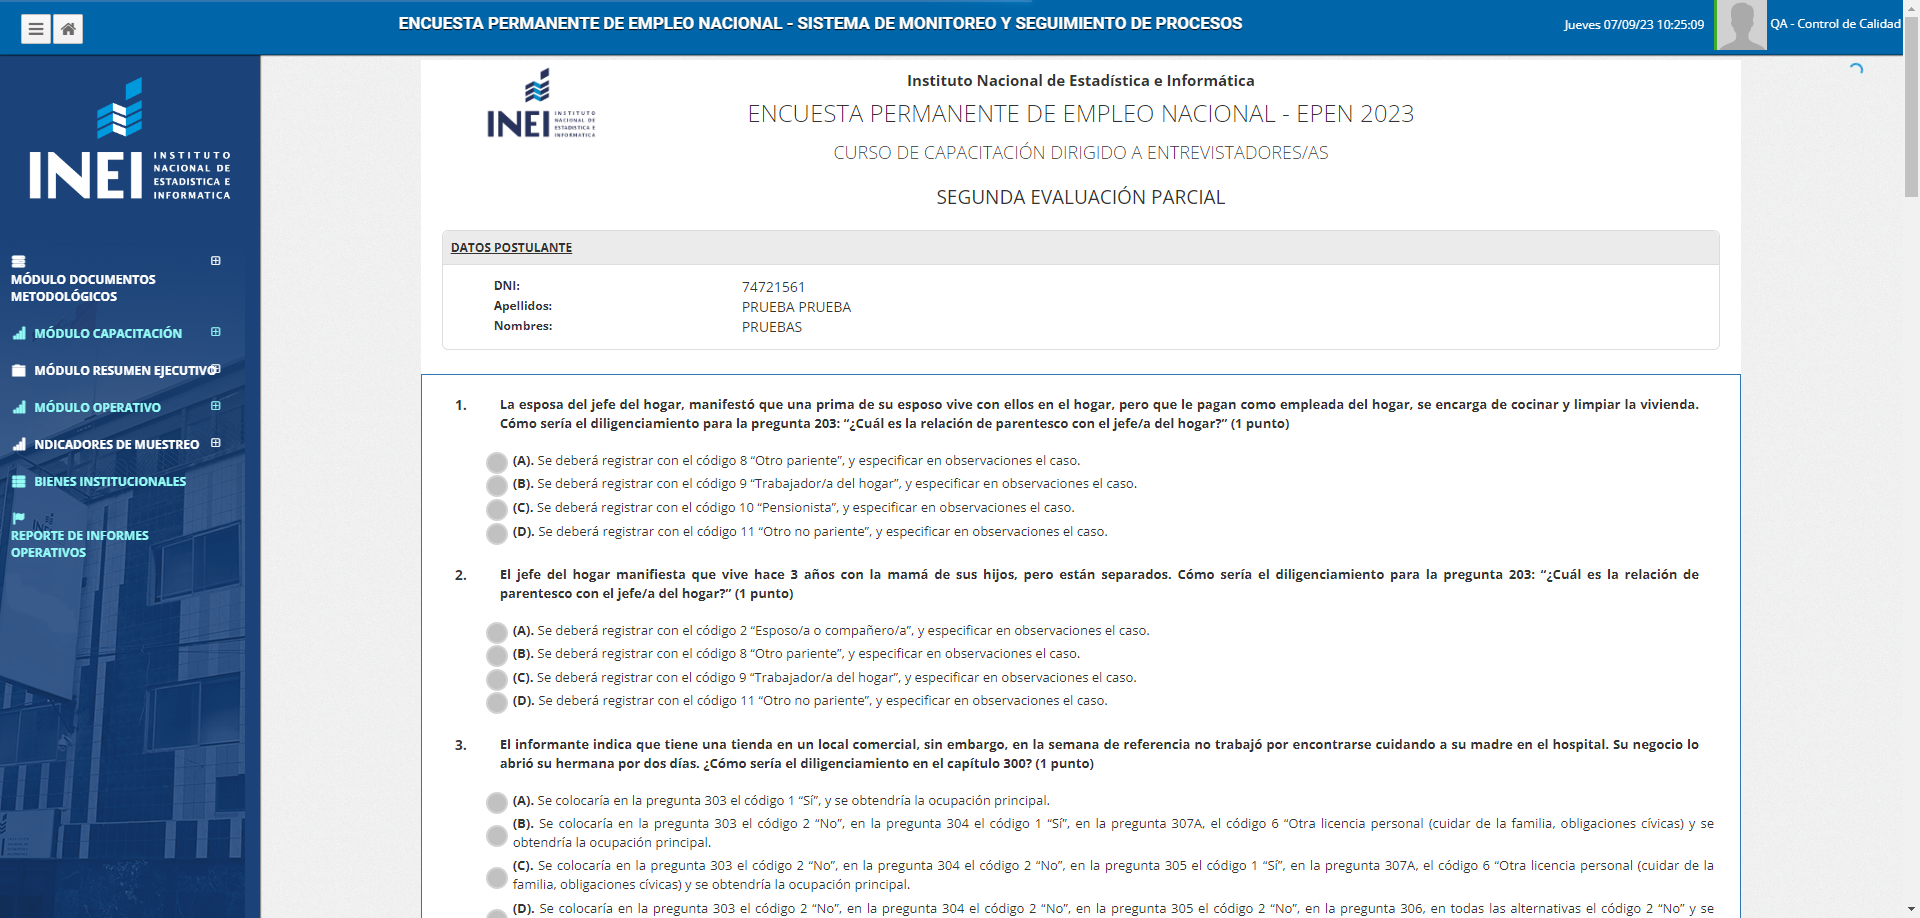 ENCUESTA PERMANENTE DE EMPLEO NACIONAL - SISTEMA DE MONITOREO Y SEGUIMIENTO DE PROCESOS
Jueves 07/09/23 10:25:09
QA - Control de Calidad
INEI
INSTITUTO
NACIONAL DE
ESTADISTICA E
INFORMATICA
MÓDULO DOCUMENTOS
METODOLÓGICOS
MÓDULO CAPACITACIÓN
MÓDULO RESUMEN EJECUTIVO
MÓDULO OPERATIVO
NDICADORES DE MUESTREO
BIENES INSTITUCIONALES
REPORTE DE INFORMES
OPERATIVOS
INEI
INSTITUTO
NACIONAL DE
ESTADISTICA E
INFORMATICA
Instituto Nacional de Estadística e Informática
ENCUESTA PERMANENTE DE EMPLEO NACIONAL - EPEN 2023
CURSO DE CAPACITACIÓN DIRIGIDO A ENTREVISTADORES/AS
SEGUNDA EVALUACIÓN PARCIAL
DATOS POSTULANTE
DNI: 74721561
Apellidos: PRUEBA PRUEBA
Nombres: PRUEBAS
1. La esposa del jefe del hogar, manifestó que una prima de su esposo vive con ellos en el hogar, pero que le pagan como empleada del hogar, se encarga de cocinar y limpiar la vivienda.
Cómo sería el diligenciamiento para la pregunta 203: “¿Cuál es la relación de parentesco con el jefe/a del hogar?” (1 punto)
(A). Se deberá registrar con el código 8 “Otro pariente”, y especificar en observaciones el caso.
(B). Se deberá registrar con el código 9 “Trabajador/a del hogar”, y especificar en observaciones el caso.
(C). Se deberá registrar con el código 10 “Pensionista”, y especificar en observaciones el caso.
(D). Se deberá registrar con el código 11 “Otro no pariente”, y especificar en observaciones el caso.
2. El jefe del hogar manifiesta que vive hace 3 años con la mamá de sus hijos, pero están separados. Cómo sería el diligenciamiento para la pregunta 203: “¿Cuál es la relación de
parentesco con el jefe/a del hogar?” (1 punto)
(A). Se deberá registrar con el código 2 “Esposo/a o compañero/a”, y especificar en observaciones el caso.
(B). Se deberá registrar con el código 8 “Otro pariente”, y especificar en observaciones el caso.
(C). Se deberá registrar con el código 9 “Trabajador/a del hogar”, y especificar en observaciones el caso.
(D). Se deberá registrar con el código 11 “Otro no pariente”, y especificar en observaciones el caso.
3. El informante indica que tiene una tienda en un local comercial, sin embargo, en la semana de referencia no trabajó por encontrarse cuidando a su madre en el hospital. Su negocio lo
abrió su hermana por dos días. ¿Cómo sería el diligenciamiento en el capítulo 300? (1 punto)
(A). Se colocaría en la pregunta 303 el código 1 “Sí”, y se obtendría la ocupación principal.
(B). Se colocaría en la pregunta 303 el código 2 “No”, en la pregunta 304 el código 1 “Sí”, en la pregunta 307A, el código 6 “Otra licencia personal (cuidar de la familia, obligaciones cívicas) y se
obtendría la ocupación principal.
(C). Se colocaría en la pregunta 303 el código 2 “No”, en la pregunta 304 el código 2 “No”, en la pregunta 305 el código 1 “Sí”, en la pregunta 307A, el código 6 “Otra licencia personal (cuidar de la
familia, obligaciones cívicas) y se obtendría la ocupación principal.
(D). Se colocaría en la pregunta 303 el código 2 “No”, en la pregunta 304 el código 2 “No”, en la pregunta 305 el código 2 “No”, en la pregunta 306, en todas las alternativas el código 2 “No” y se